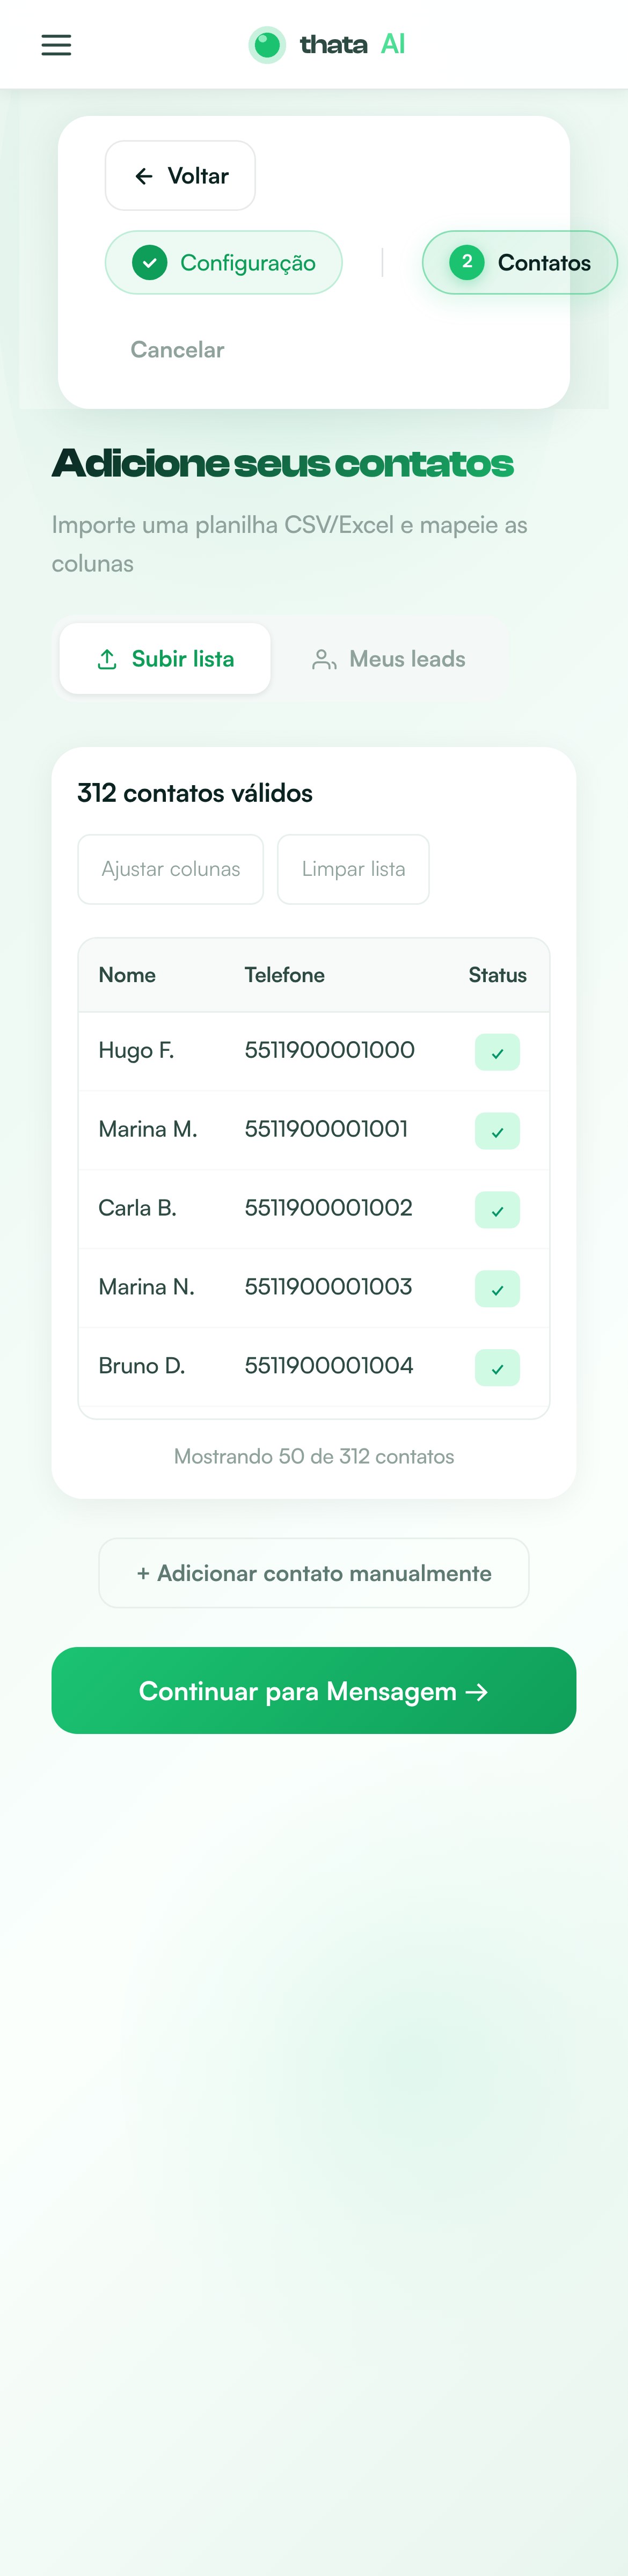 thata AI
← Voltar
Configuração
2 Contatos
Cancelar
Adicione seus contatos
Importe uma planilha CSV/Excel e mapeie as
colunas
Subir lista
Meus leads
312 contatos válidos
Ajustar colunas
Limpar lista
Nome Telefone Status
Hugo F. 5511900001000 ✓
Marina M. 5511900001001 ✓
Carla B. 5511900001002 ✓
Marina N. 5511900001003 ✓
Bruno D. 5511900001004 ✓
Mostrando 50 de 312 contatos
+ Adicionar contato manualmente
Continuar para Mensagem →